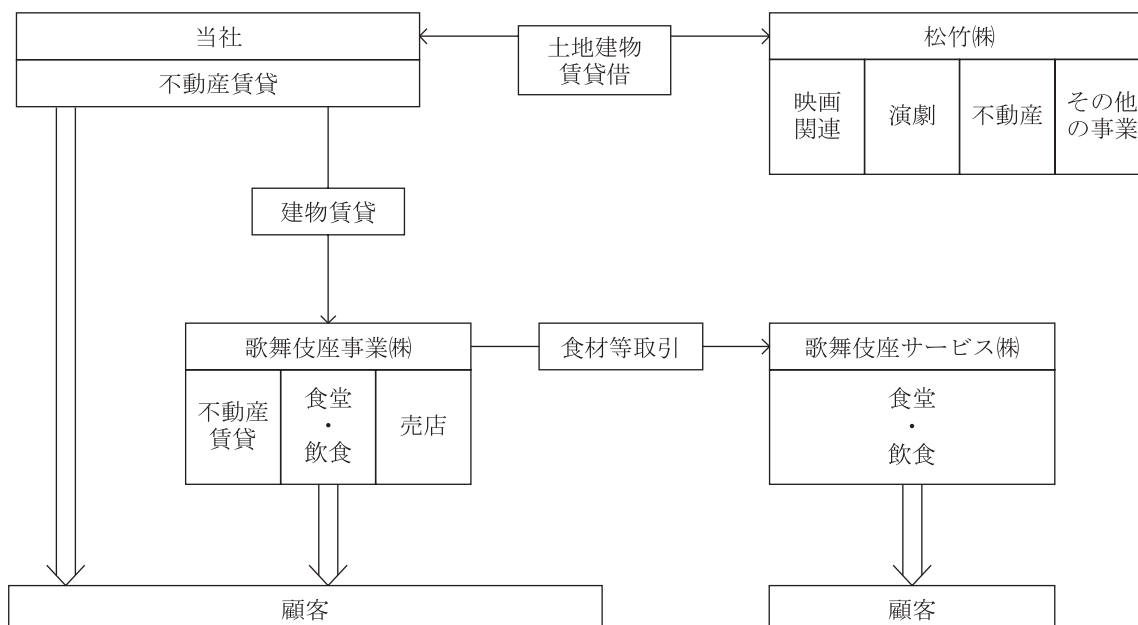 当社
不動産賃貸
土地建物
賃貸借
松竹㈱
映画
関連
演劇
不動産
その他
の事業
建物賃貸
歌舞伎座事業㈱
不動産
賃貸
食堂
・
飲食
売店
食材等取引
歌舞伎座サービス㈱
食堂
・
飲食
顧客
顧客